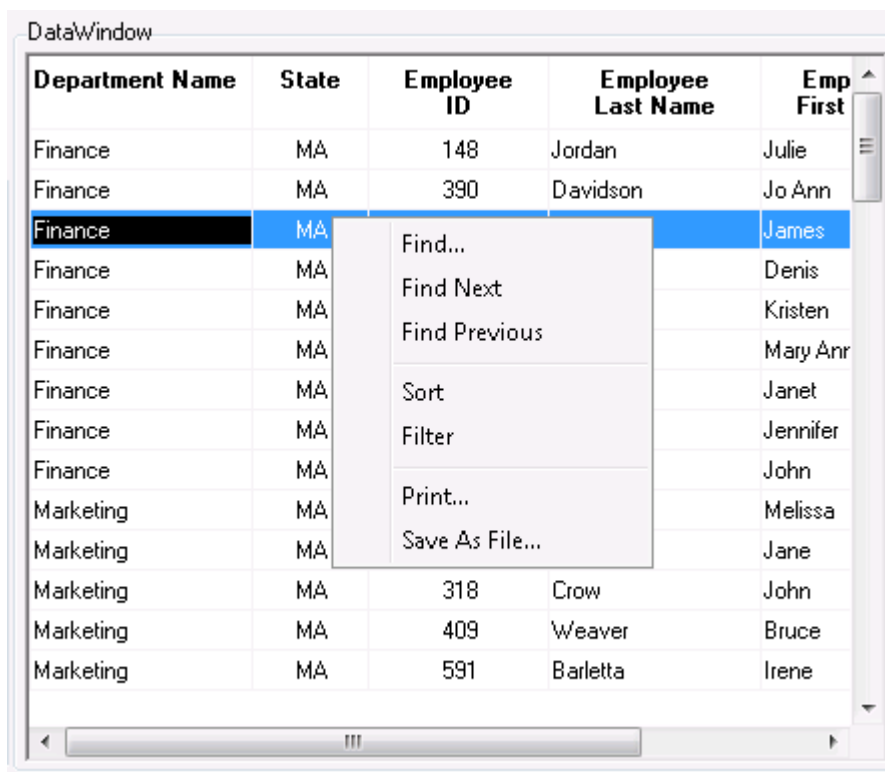 DataWindow
Department Name State Employee ID Employee Last Name Emp First
Finance MA 148 Jordan Julie
Finance MA 390 Davidson Jo Ann
Finance MA James
Finance MA Denis
Finance MA Kristen
Finance MA Mary Ann
Finance MA Janet
Finance MA Jennifer
Finance MA John
Marketing MA Melissa
Marketing MA Jane
Marketing MA 318 Crow John
Marketing MA 409 Weaver Bruce
Marketing MA 591 Barletta Irene
Find...
Find Next
Find Previous
Sort
Filter
Print...
Save As File...